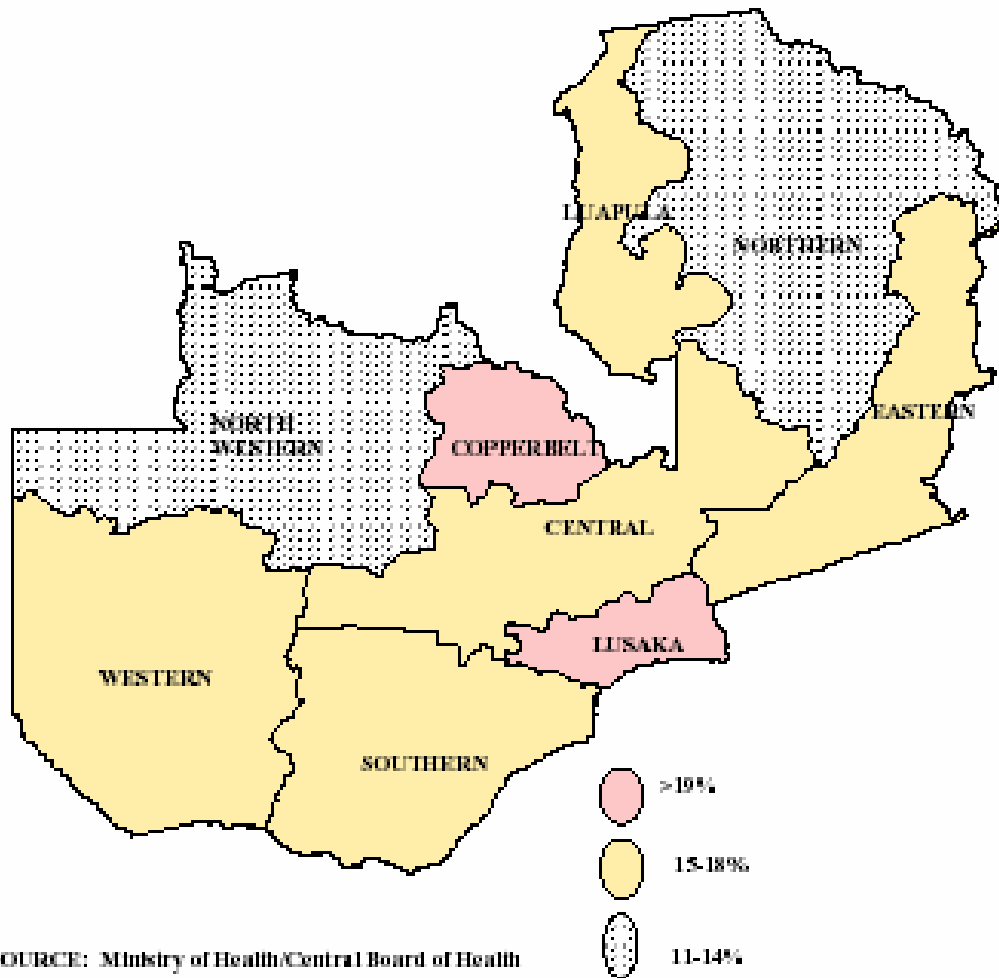 LUAPULA
NORTHERN
NORTH
WESTERN
EASTERN
COPPERBELT
CENTRAL
LUSAKA
WESTERN
SOUTHERN
>19%
15-18%
11-14%
OURCE: Ministry of Health/Central Board of Health